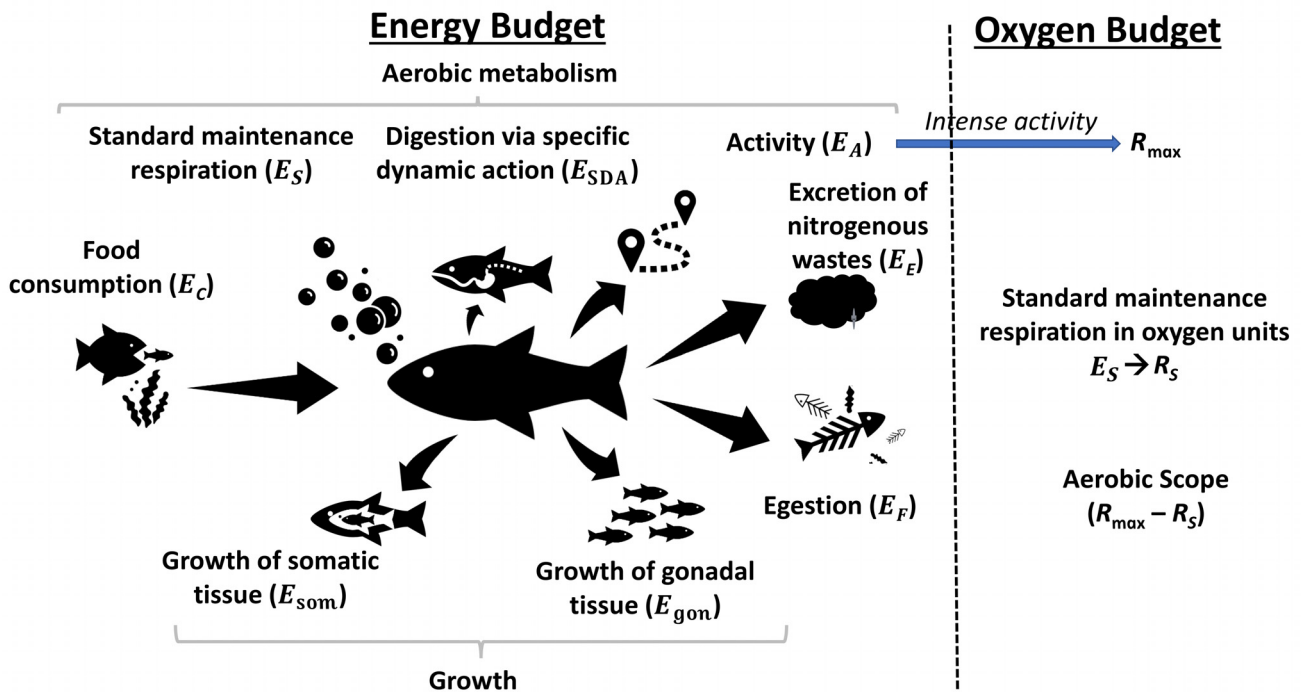 Energy Budget
Oxygen Budget
Aerobic metabolism
Standard maintenance
respiration (E_S)
Digestion via specific
dynamic action (E_SDA)
Activity (E_A)
Intense activity
R_max
Food
consumption (E_C)
Excretion of
nitrogenous
wastes (E_E)
Standard maintenance
respiration in oxygen units
E_S → R_S
Egestion (E_F)
Aerobic Scope
(R_max – R_S)
Growth of somatic
tissue (E_som)
Growth of gonadal
tissue (E_gon)
Growth